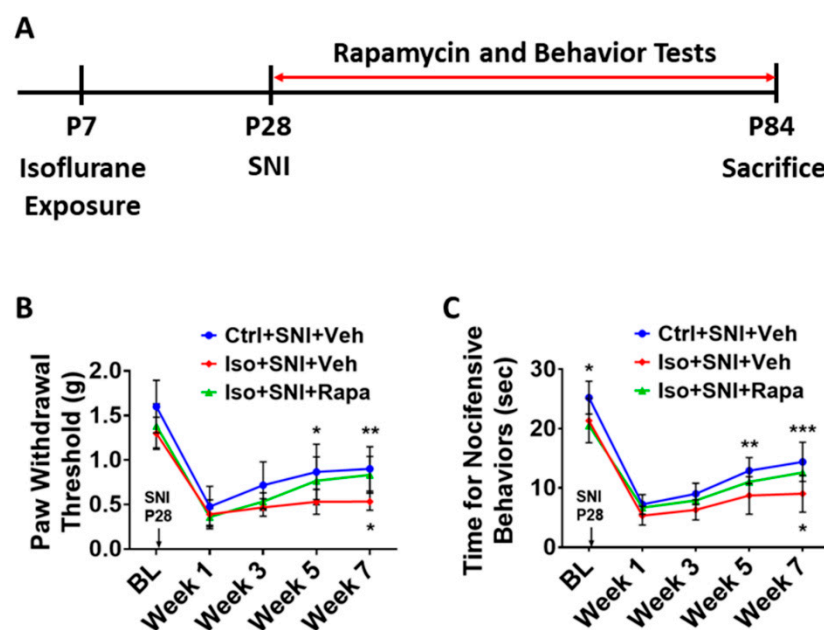 A
Rapamycin and Behavior Tests
P7
P28
P84
Isoflurane
Exposure
SNI
Sacrifice
B
Ctrl+SNI+Veh
Iso+SNI+Veh
Iso+SNI+Rapa
Paw Withdrawal
Threshold (g)
2.0
1.5
1.0
0.5
0.0
*
**
*
SNI
P28
BL
Week 1
Week 3
Week 5
Week 7
C
Ctrl+SNI+Veh
Iso+SNI+Veh
Iso+SNI+Rapa
Time for Nocifensive
Behaviors (sec)
30
20
10
0
*
**
***
*
SNI
P28
BL
Week 1
Week 3
Week 5
Week 7